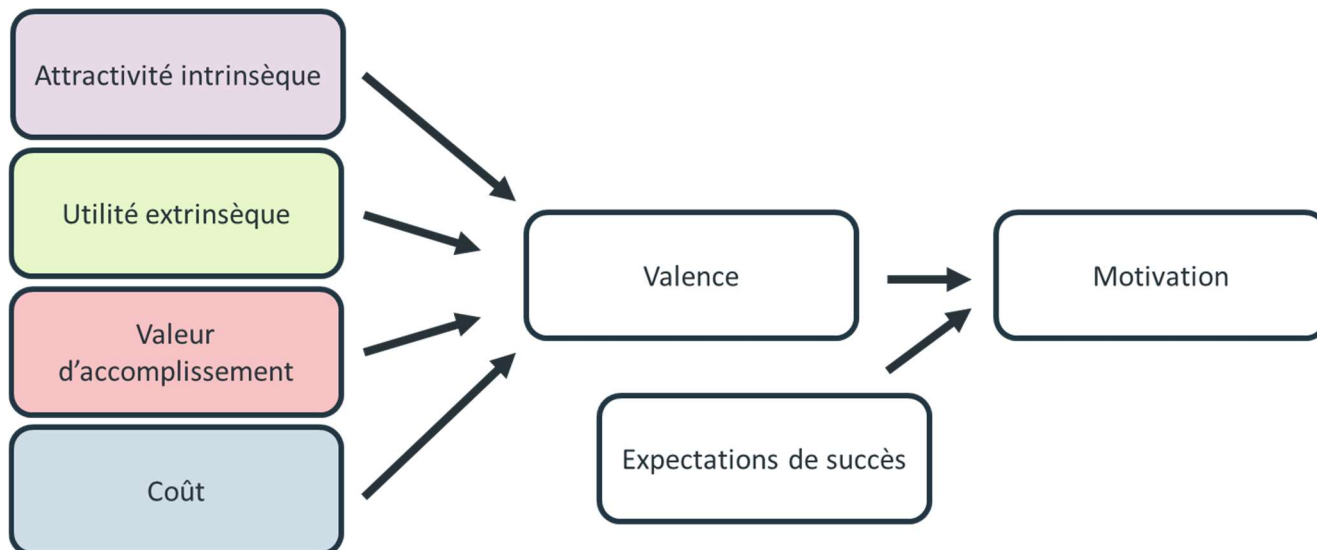 Attractivité intrinsèque
Utilité extrinsèque
Valeur
d’accomplissement
Coût
Valence
Expectations de succès
Motivation